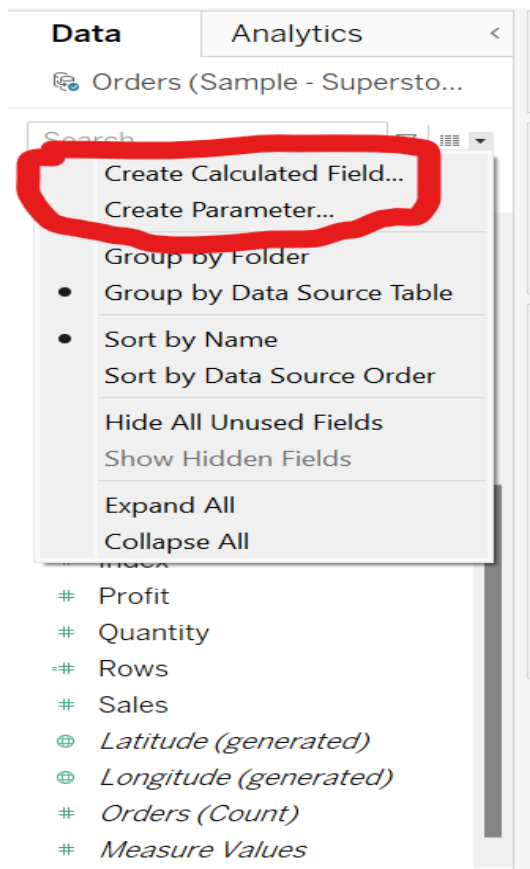 Data Analytics <
Orders (Sample - Supersto...
Search
Create Calculated Field...
Create Parameter...
Group by Folder
Group by Data Source Table
Sort by Name
Sort by Data Source Order
Hide All Unused Fields
Show Hidden Fields
Expand All
Collapse All
Index
Profit
Quantity
Rows
Sales
Latitude (generated)
Longitude (generated)
Orders (Count)
Measure Values